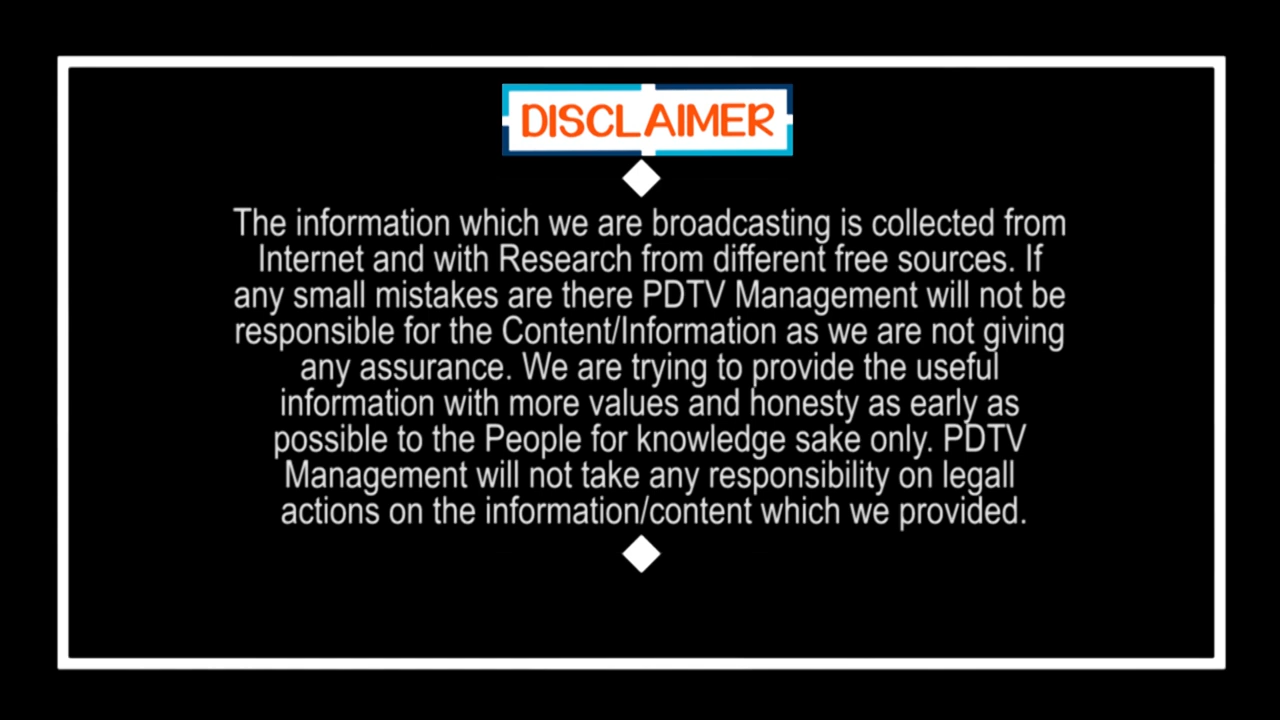 DISCLAIMER
The information which we are broadcasting is collected from
Internet and with Research from different free sources. If
any small mistakes are there PDTV Management will not be
responsible for the Content/Information as we are not giving
any assurance. We are trying to provide the useful
information with more values and honesty as early as
possible to the People for knowledge sake only. PDTV
Management will not take any responsibility on legall
actions on the information/content which we provided.